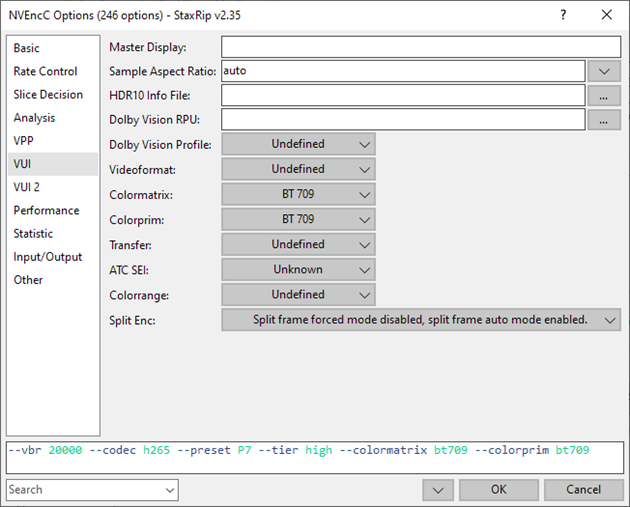 NVEncC Options (246 options) - StaxRip v2.35
Basic
Rate Control
Slice Decision
Analysis
VPP
VUI
VUI 2
Performance
Statistic
Input/Output
Other
Master Display:
Sample Aspect Ratio: auto
HDR10 Info File: ...
Dolby Vision RPU: ...
Dolby Vision Profile: Undefined
Videoformat: Undefined
Colormatrix: BT 709
Colorprim: BT 709
Transfer: Undefined
ATC SEI: Unknown
Colorrange: Undefined
Split Enc: Split frame forced mode disabled, split frame auto mode enabled.
--vbr 20000 --codec h265 --preset P7 --tier high --colormatrix bt709 --colorprim bt709
Search OK Cancel